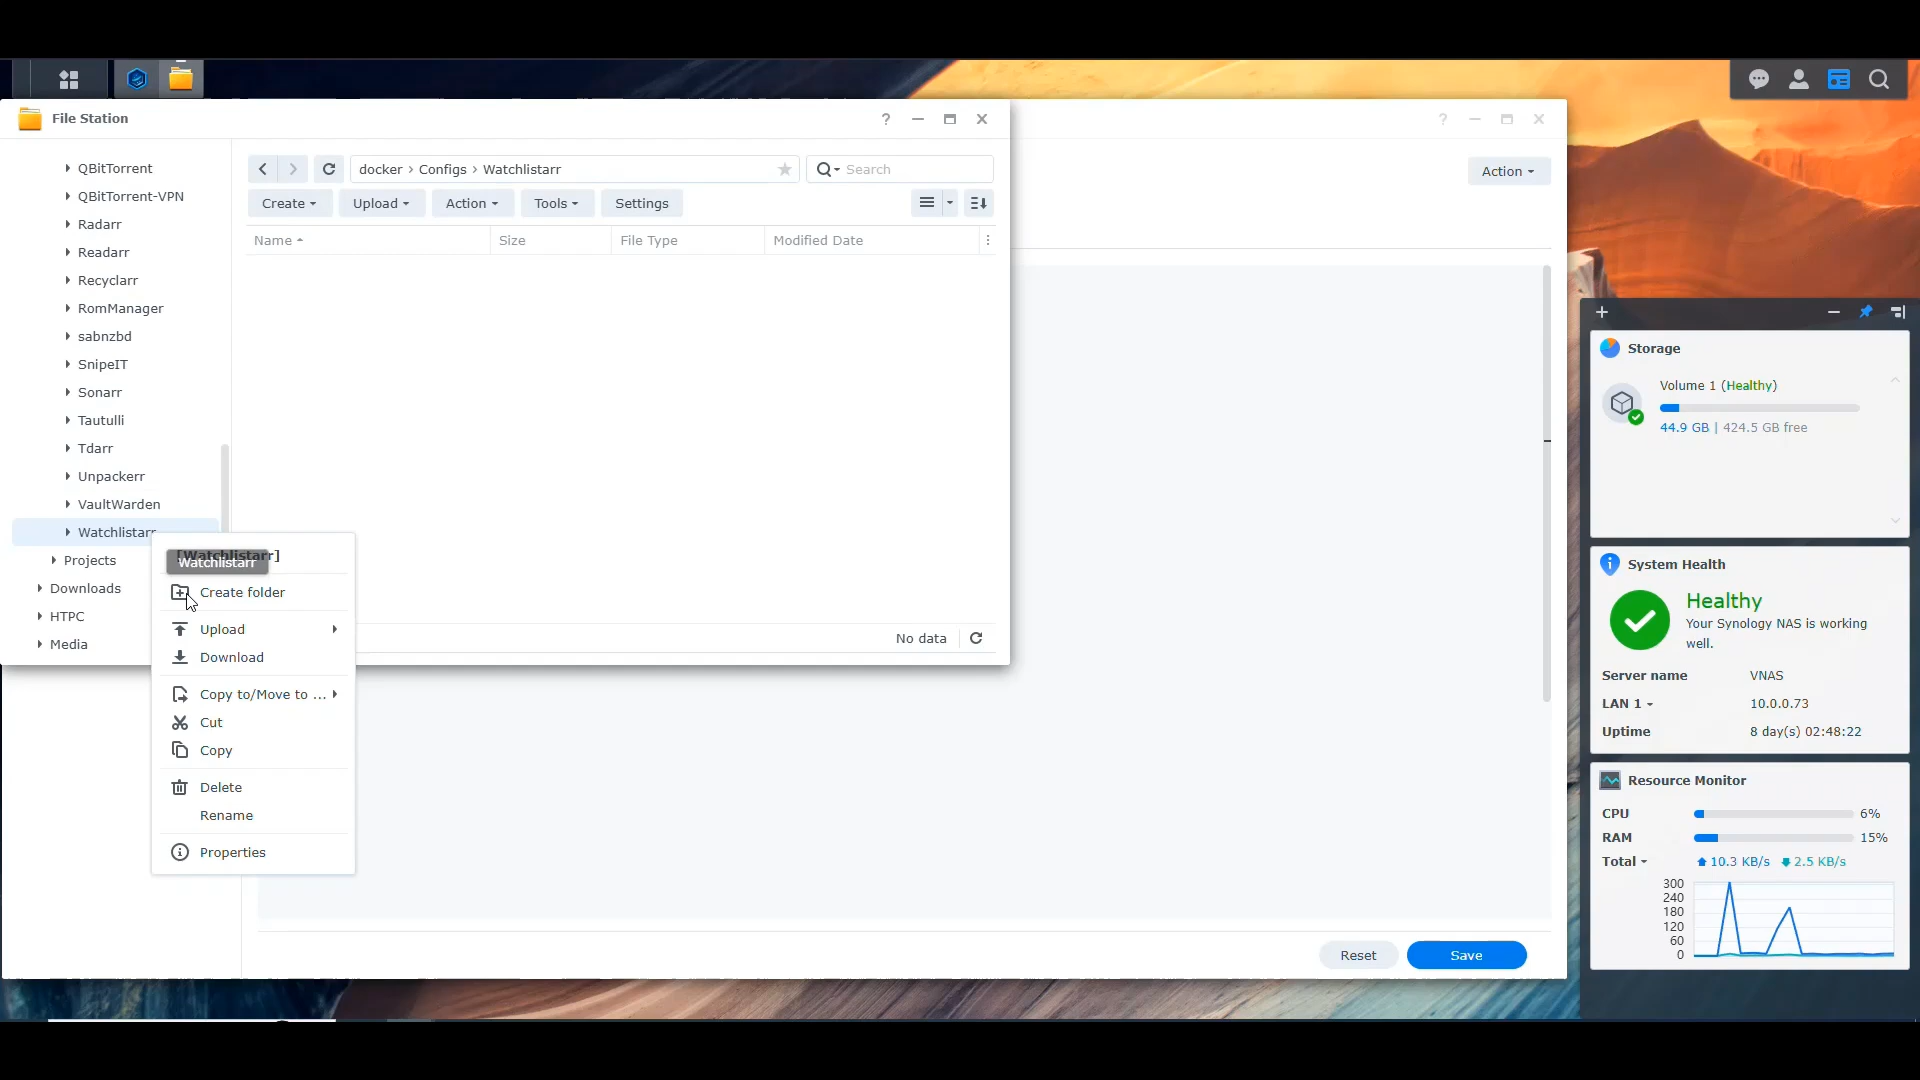 File Station
?
?
QBitTorrent
QBitTorrent-VPN
Radarr
Readarr
Recyclarr
RomManager
sabnzbd
SnipeIT
Sonarr
Tautulli
Tdarr
Unpackerr
VaultWarden
Watchlistarr
Projects
Downloads
HTPC
Media
docker › Configs › Watchlistarr
Search
Create
Upload
Action
Tools
Settings
Name
Size
File Type
Modified Date
No data
[Watchlistarr]
Watchlistarr
Create folder
Upload
Download
Copy to/Move to ...
Cut
Copy
Delete
Rename
Properties
Action
Reset
Save
Storage
Volume 1 (Healthy)
44.9 GB | 424.5 GB free
System Health
Healthy
Your Synology NAS is working
well.
Server name VNAS
LAN 1 10.0.0.73
Uptime 8 day(s) 02:48:22
Resource Monitor
CPU 6%
RAM 15%
Total 10.3 KB/s 2.5 KB/s
300
240
180
120
60
0